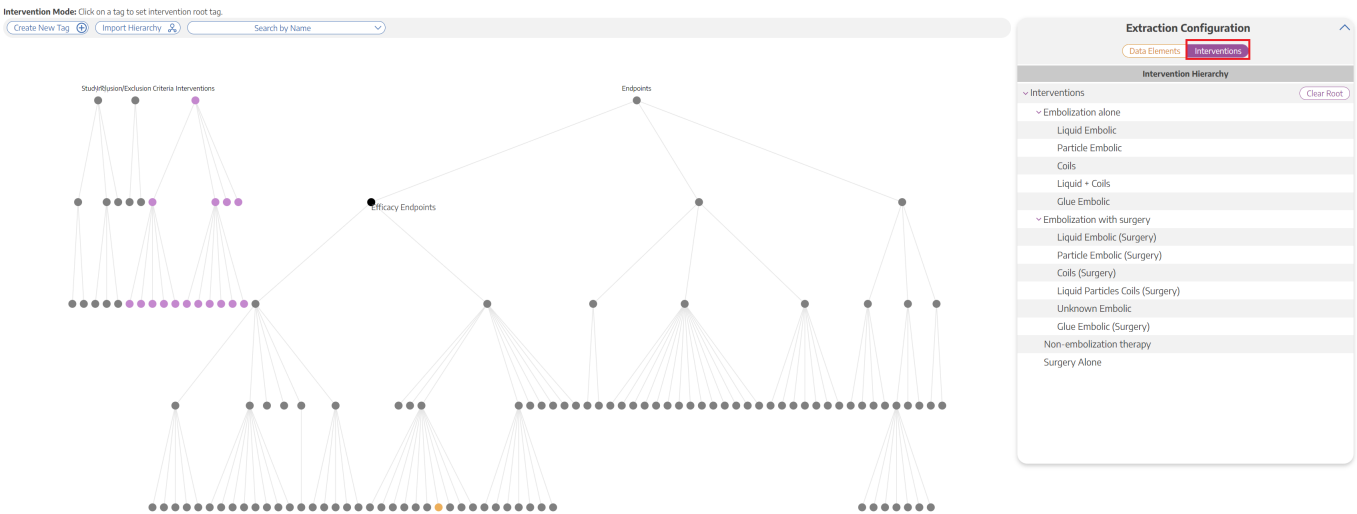 Intervention Mode: Click on a tag to set intervention root tag.
Create New Tag
Import Hierarchy
Search by Name
Inclusion/Exclusion Criteria
Interventions
Endpoints
Efficacy Endpoints
Extraction Configuration
Data Elements
Interventions
Intervention Hierarchy
Interventions
Clear Root
Embolization alone
Liquid Embolic
Particle Embolic
Coils
Liquid + Coils
Glue Embolic
Embolization with surgery
Liquid Embolic (Surgery)
Particle Embolic (Surgery)
Coils (Surgery)
Liquid Particles Coils (Surgery)
Unknown Embolic
Glue Embolic (Surgery)
Non-embolization therapy
Surgery Alone